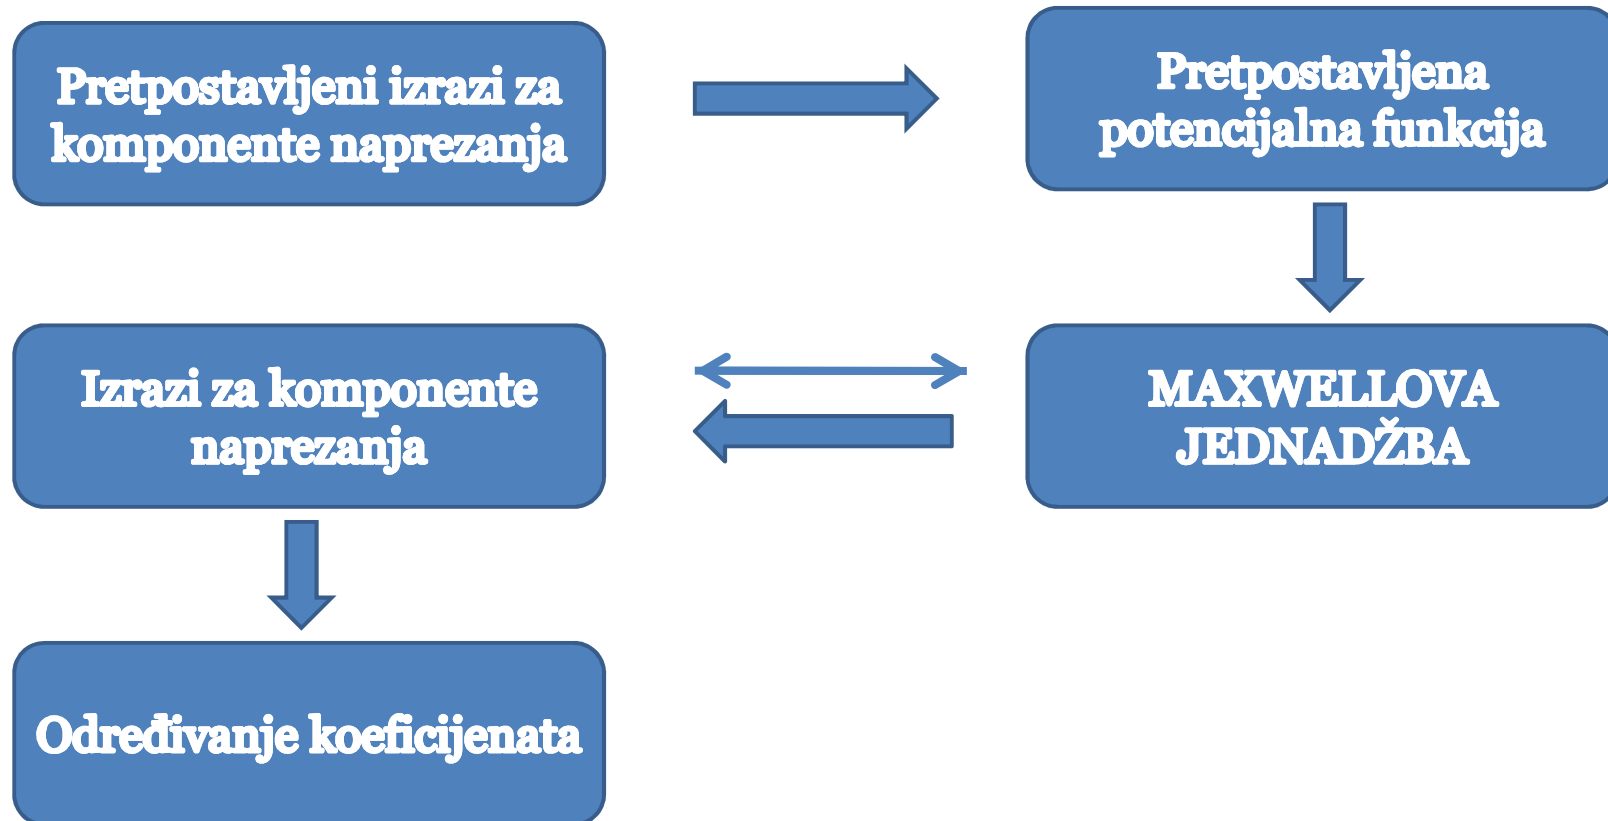 Pretpostavljeni izrazi za
komponente naprezanja
Pretpostavljena
potencijalna funkcija
Izrazi za komponente
naprezanja
MAXWELLOVA
JEDNADŽBA
Određivanje koeficijenata